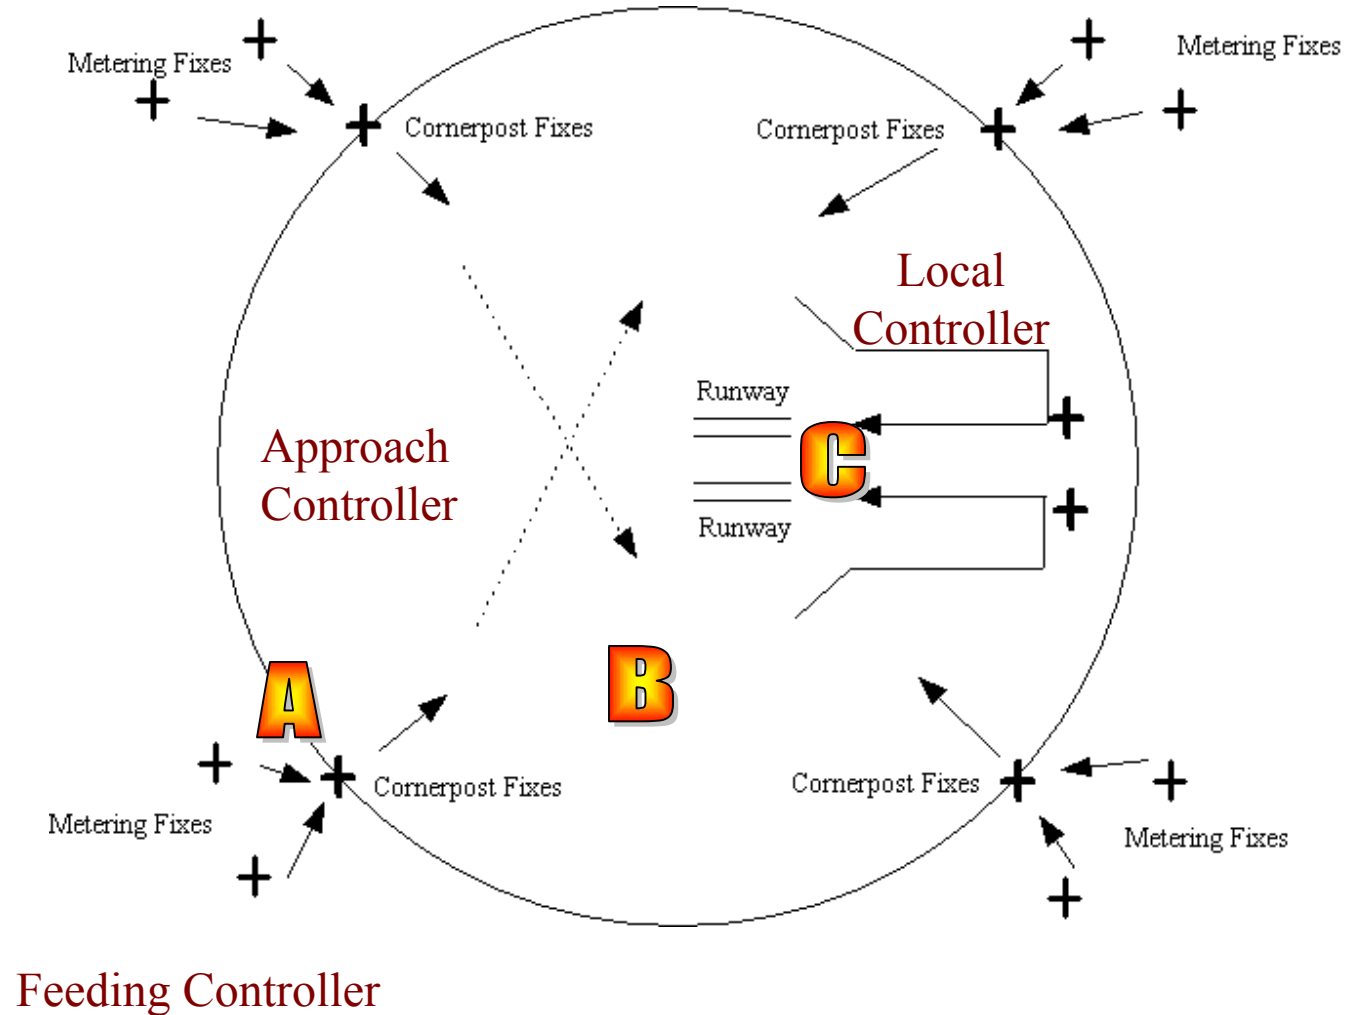 Metering Fixes
Metering Fixes
Cornerpost Fixes
Cornerpost Fixes
Local
Controller
Runway
Approach
Controller
C
Runway
A
B
Cornerpost Fixes
Cornerpost Fixes
Metering Fixes
Metering Fixes
Feeding Controller